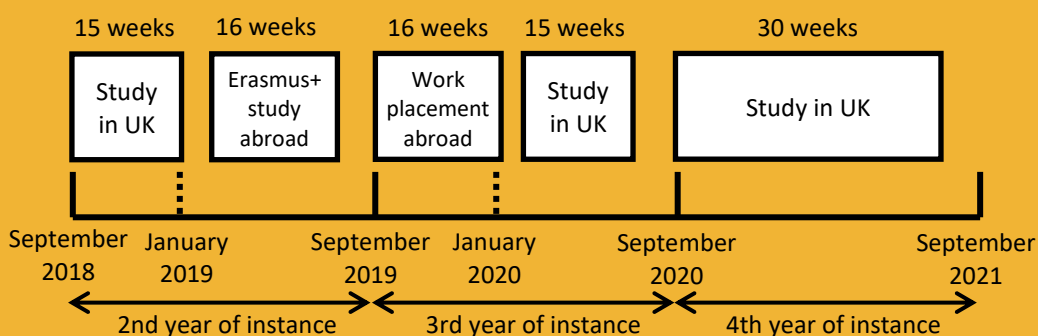 15 weeks
16 weeks
16 weeks
15 weeks
30 weeks
Study
in UK
Erasmus+
study
abroad
Work
placement
abroad
Study
in UK
Study in UK
September
2018
January
2019
September
2019
January
2020
September
2020
September
2021
2nd year of instance
3rd year of instance
4th year of instance